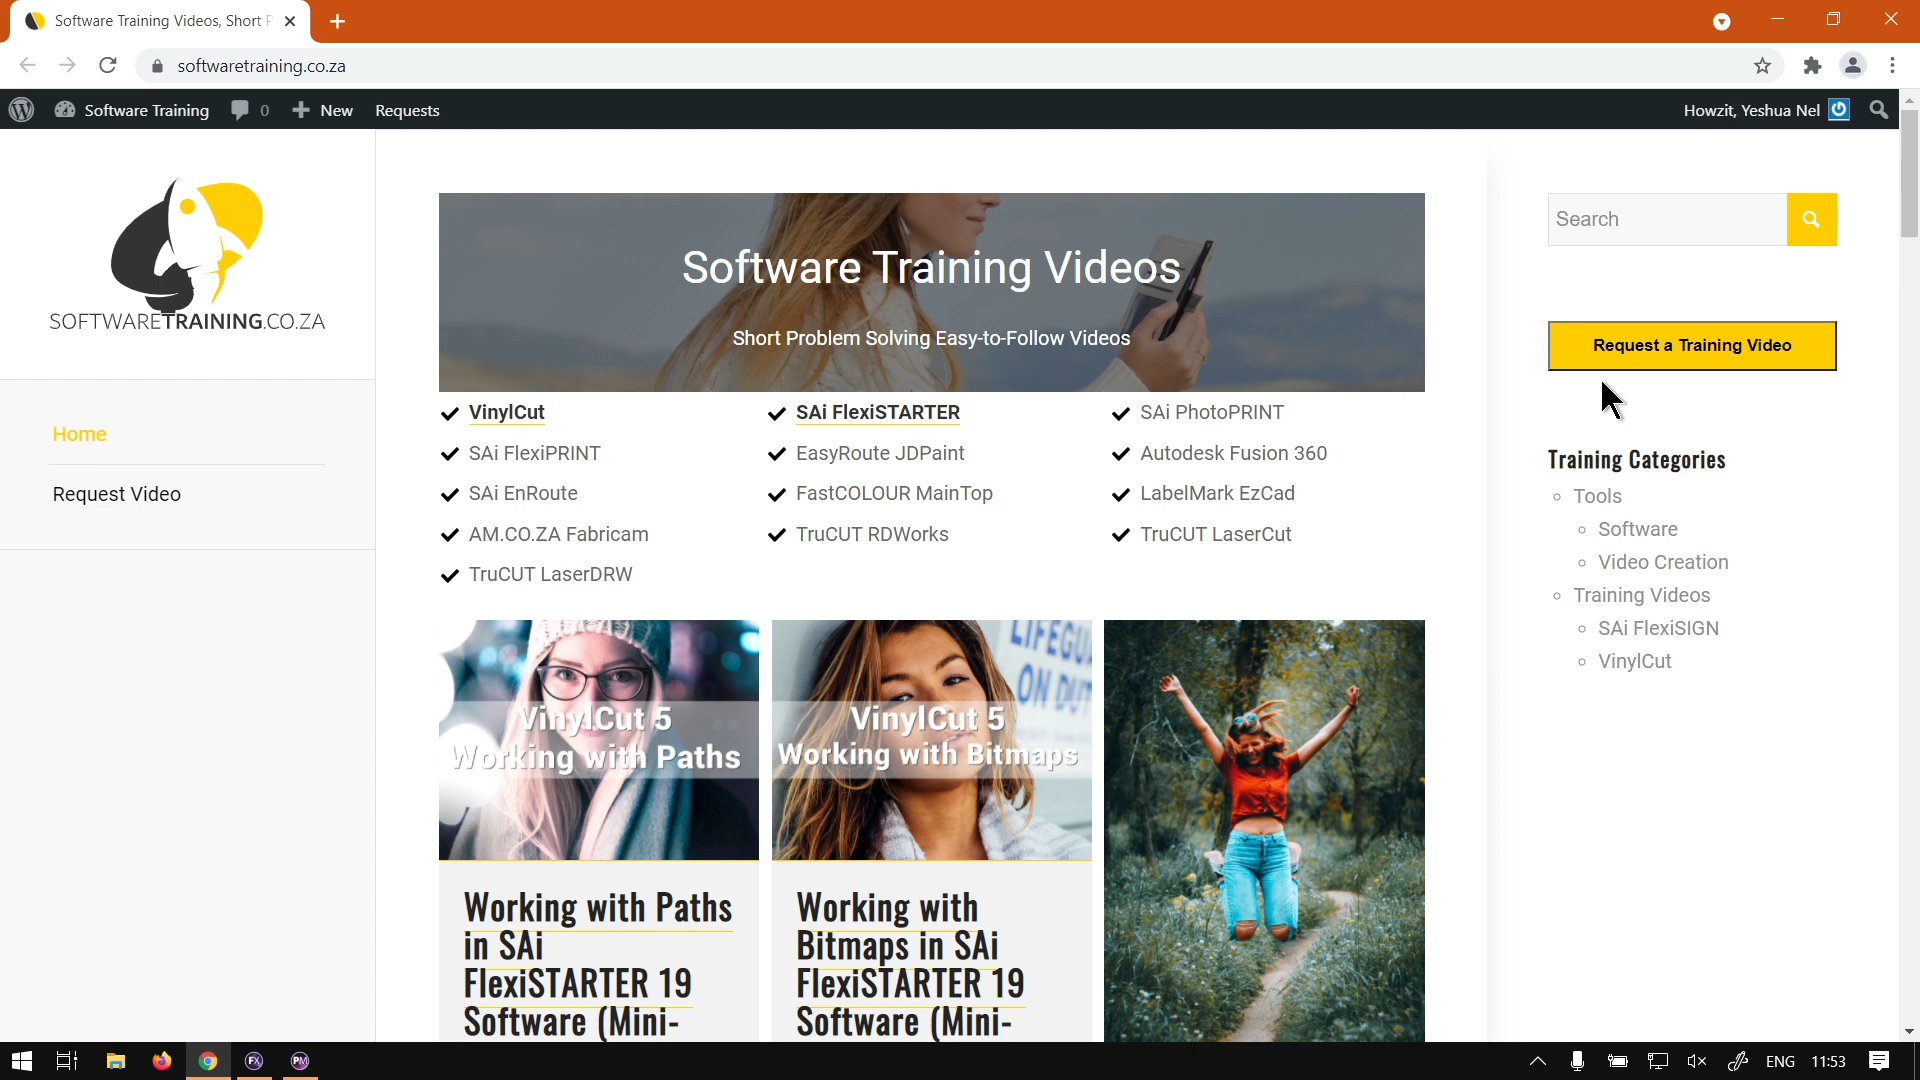 Software Training Videos, Short P
softwaretraining.co.za
Software Training
0
New
Requests
Howzit, Yeshua Nel
SOFTWARETRAINING.CO.ZA
Home
Request Video
Software Training Videos
Short Problem Solving Easy-to-Follow Videos
VinylCut
SAi FlexiSTARTER
SAi PhotoPRINT
SAi FlexiPRINT
EasyRoute JDPaint
Autodesk Fusion 360
SAi EnRoute
FastCOLOUR MainTop
LabelMark EzCad
AM.CO.ZA Fabricam
TruCUT RDWorks
TruCUT LaserCut
TruCUT LaserDRW
VinylCut 5
Working with Paths
LIFEGU
ON DUT
VinylCut 5
Working with Bitmaps
Working with Paths
in SAi
FlexiSTARTER 19
Software (Mini-
Working with
Bitmaps in SAi
FlexiSTARTER 19
Software (Mini-
Search
Request a Training Video
Training Categories
Tools
Software
Video Creation
Training Videos
SAi FlexiSIGN
VinylCut
FX
PM
ENG
11:53